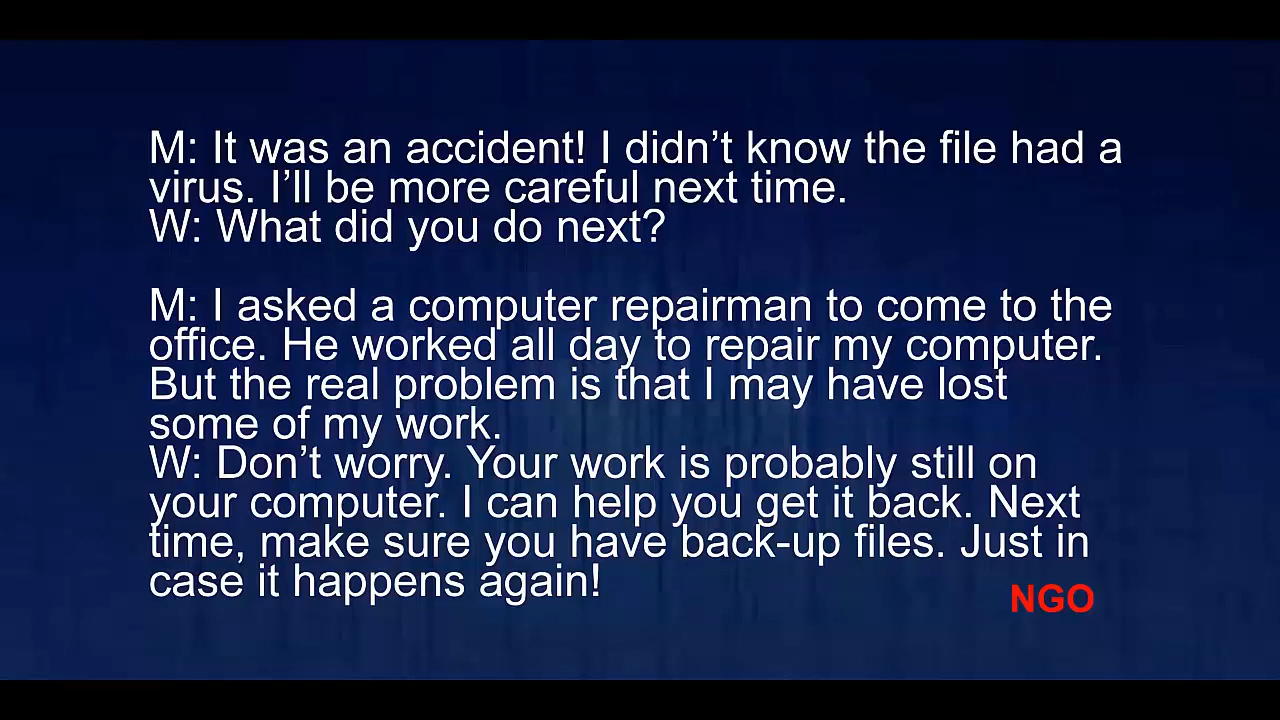 M: It was an accident! I didn’t know the file had a
virus. I’ll be more careful next time.
W: What did you do next?
M: I asked a computer repairman to come to the
office. He worked all day to repair my computer.
But the real problem is that I may have lost
some of my work.
W: Don’t worry. Your work is probably still on
your computer. I can help you get it back. Next
time, make sure you have back-up files. Just in
case it happens again!
NGO